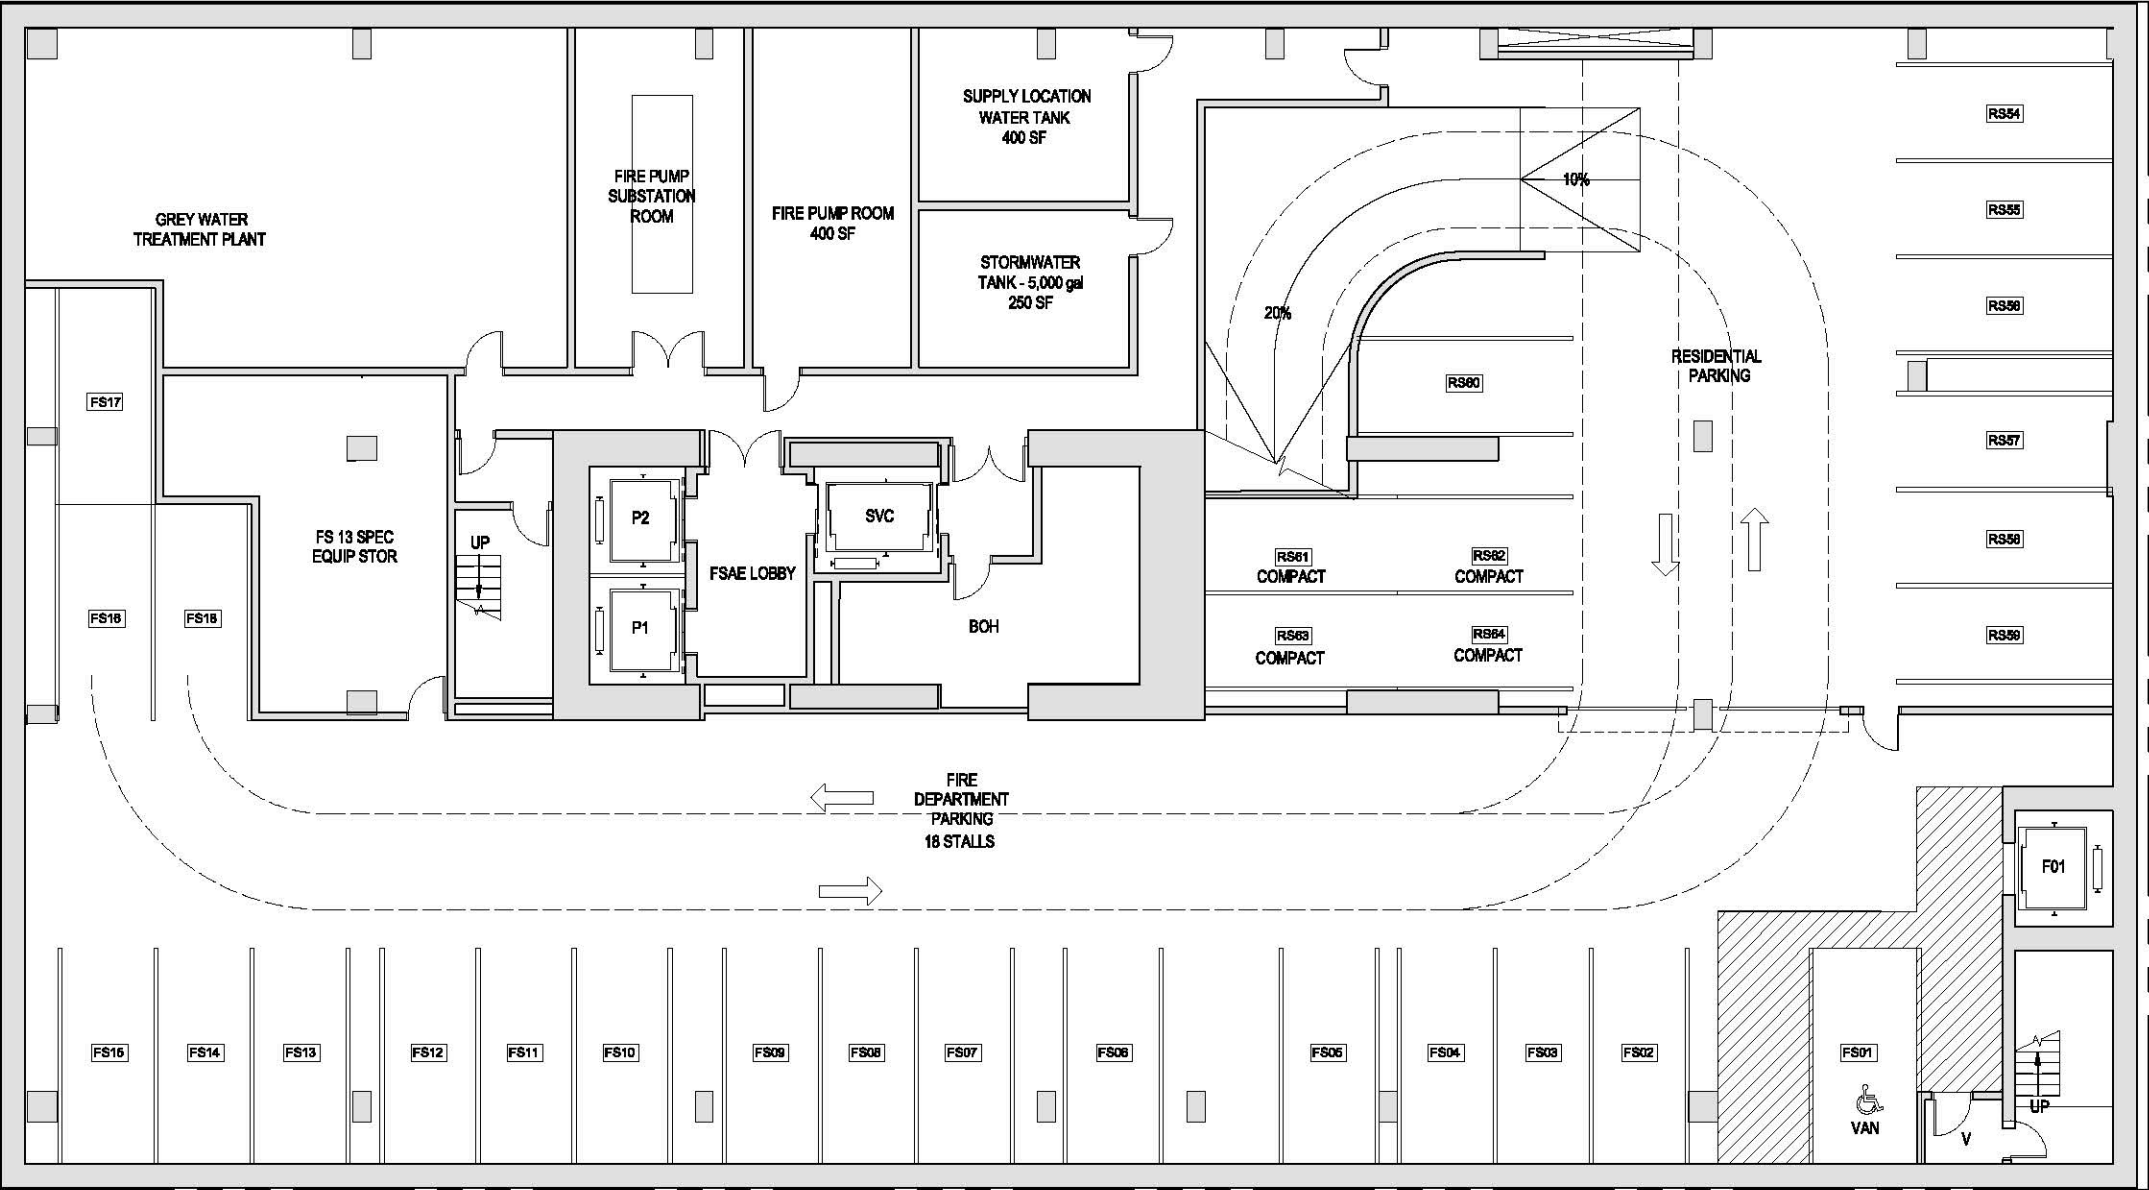 SUPPLY LOCATION
WATER TANK
400 SF
RS54
FIRE PUMP
SUBSTATION
ROOM
10%
GREY WATER
TREATMENT PLANT
FIRE PUMP ROOM
400 SF
RS55
STORMWATER
TANK - 5,000 gal
250 SF
20%
RS56
RESIDENTIAL
PARKING
FS17
RS60
RS57
FS 13 SPEC
EQUIP STOR
UP
P2
SVC
FSAE LOBBY
RS61
COMPACT
RS62
COMPACT
RS58
FS16
FS18
P1
BOH
RS63
COMPACT
RS64
COMPACT
RS59
FIRE
DEPARTMENT
PARKING
18 STALLS
F01
FS15
FS14
FS13
FS12
FS11
FS10
FS09
FS08
FS07
FS06
FS05
FS04
FS03
FS02
FS01
VAN
V
UP